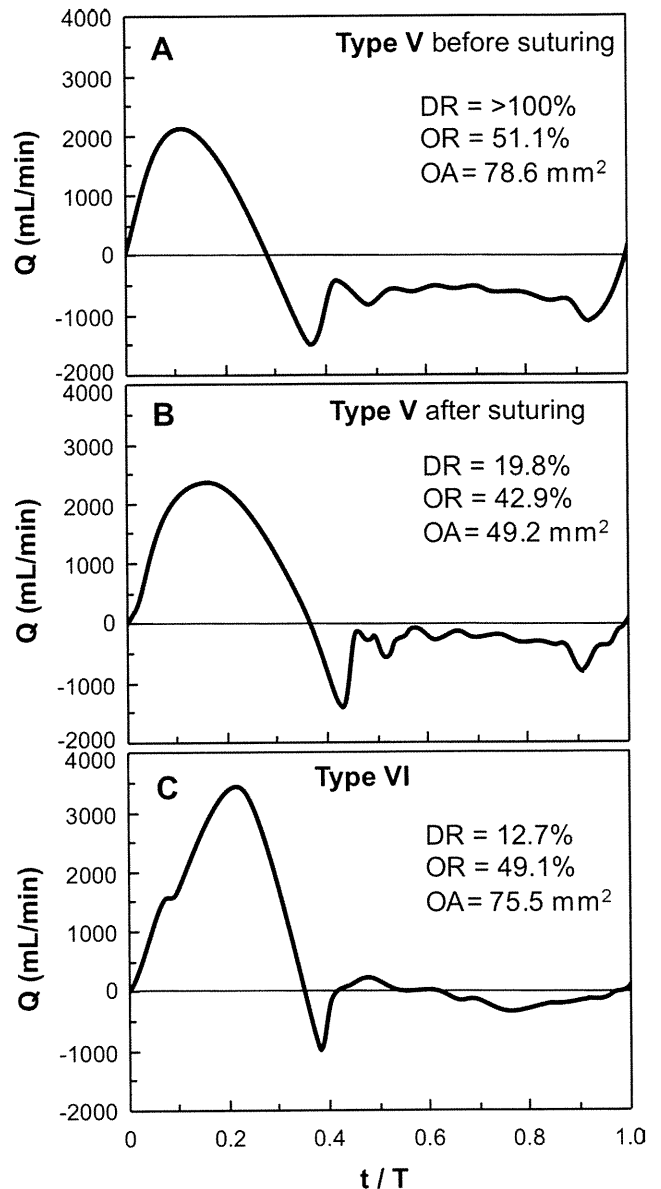 A
Type V before suturing
DR = >100%
OR = 51.1%
OA = 78.6 mm²
4000
3000
2000
1000
0
-1000
-2000
Q (mL/min)
B
Type V after suturing
DR = 19.8%
OR = 42.9%
OA = 49.2 mm²
4000
3000
2000
1000
0
-1000
-2000
Q (mL/min)
C
Type VI
DR = 12.7%
OR = 49.1%
OA = 75.5 mm²
4000
3000
2000
1000
0
-1000
-2000
Q (mL/min)
0 0.2 0.4 0.6 0.8 1.0
t / T